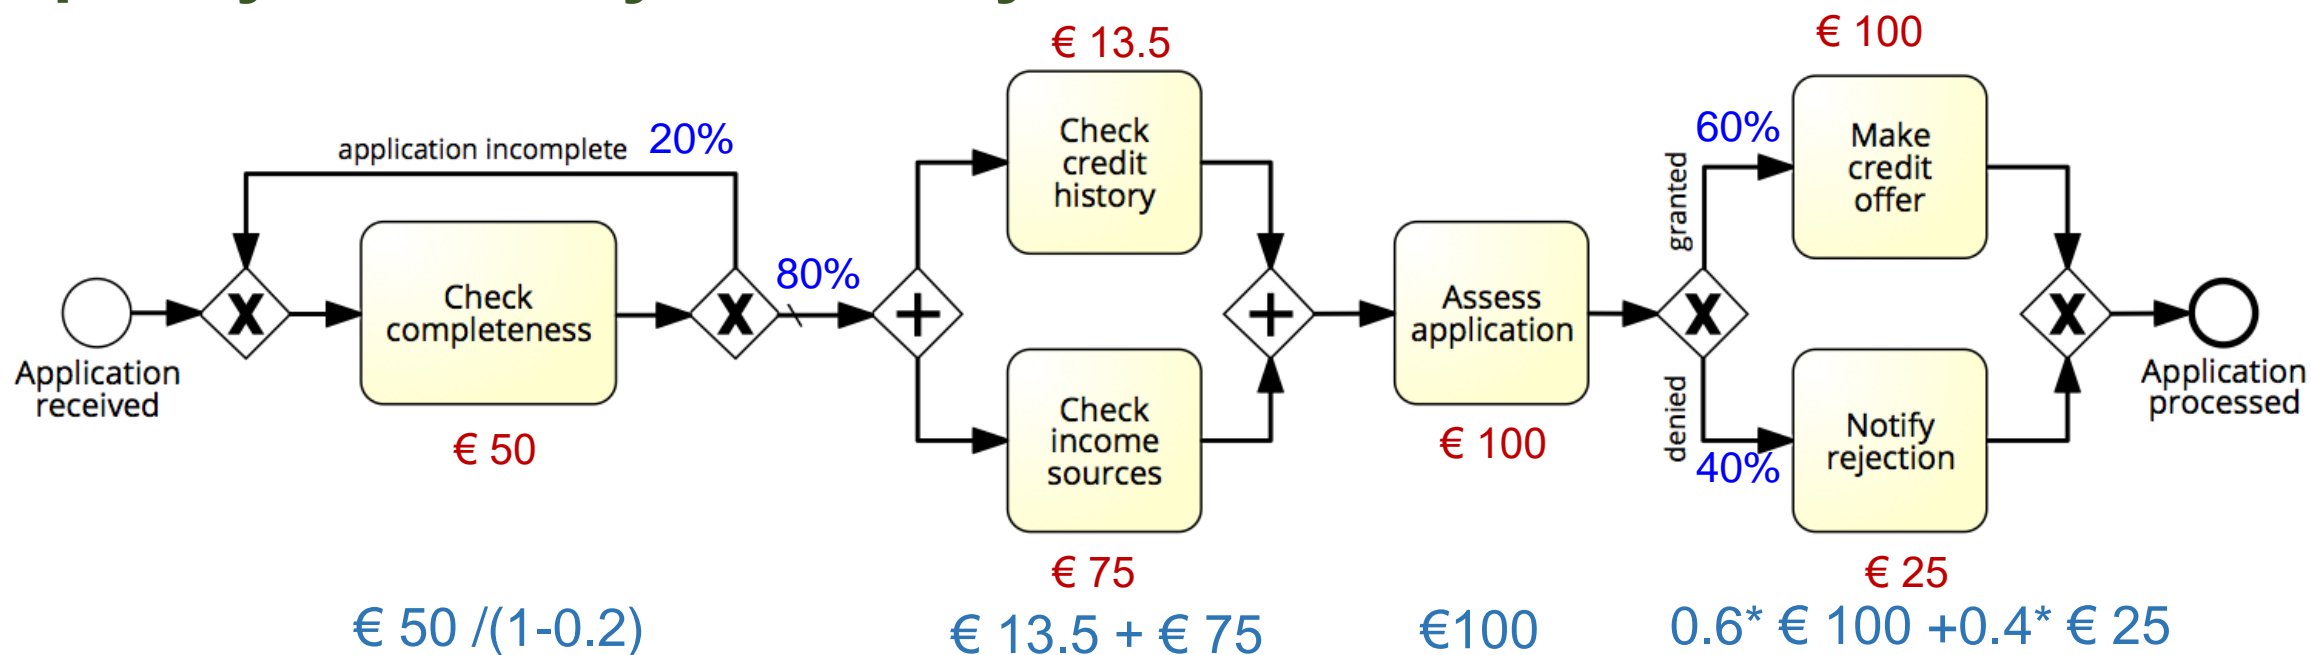 € 13.5
€ 100
application incomplete 20%
Check
credit
history
60%
Make
credit
offer
granted
80%
Check
completeness
Assess
application
Application
received
€ 50
Check
income
sources
€ 100
denied
40%
Notify
rejection
Application
processed
€ 75
€ 25
€ 50 /(1-0.2)
€ 13.5 + € 75
€100
0.6* € 100 +0.4* € 25